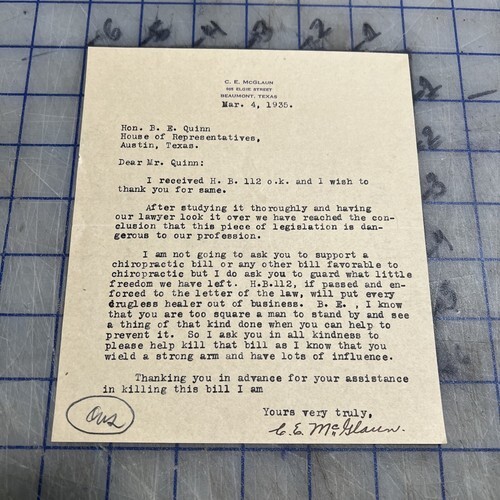 C. E. McGLAUN
BEAUMONT, TEXAS
Mar. 4, 1935.
Hon. B. E. Quinn
House of Representatives,
Austin, Texas.
Dear Mr. Quinn:
I received H. B. 112 o.k. and I wish to
thank you for same.
After studying it thoroughly and having
our lawyer look it over we have reached the con-
clusion that this piece of legislation is dan-
gerous to our profession.
I am not going to ask you to support a
chiropractic bill or any other bill favorable to
chiropractic but I do ask you to guard what little
freedom we have left. H.B.112, if passed and en-
forced to the letter of the law, will put every
drugless healer out of business. B. E. , I know
that you are too square a man to stand by and see
a thing of that kind done when you can help to
prevent it. So I ask you in all kindness to
please help kill that bill as I know that you
wield a strong arm and have lots of influence.
Thanking you in advance for your assistance
in killing this bill I am
Yours very truly,
C. E. McGlaun.